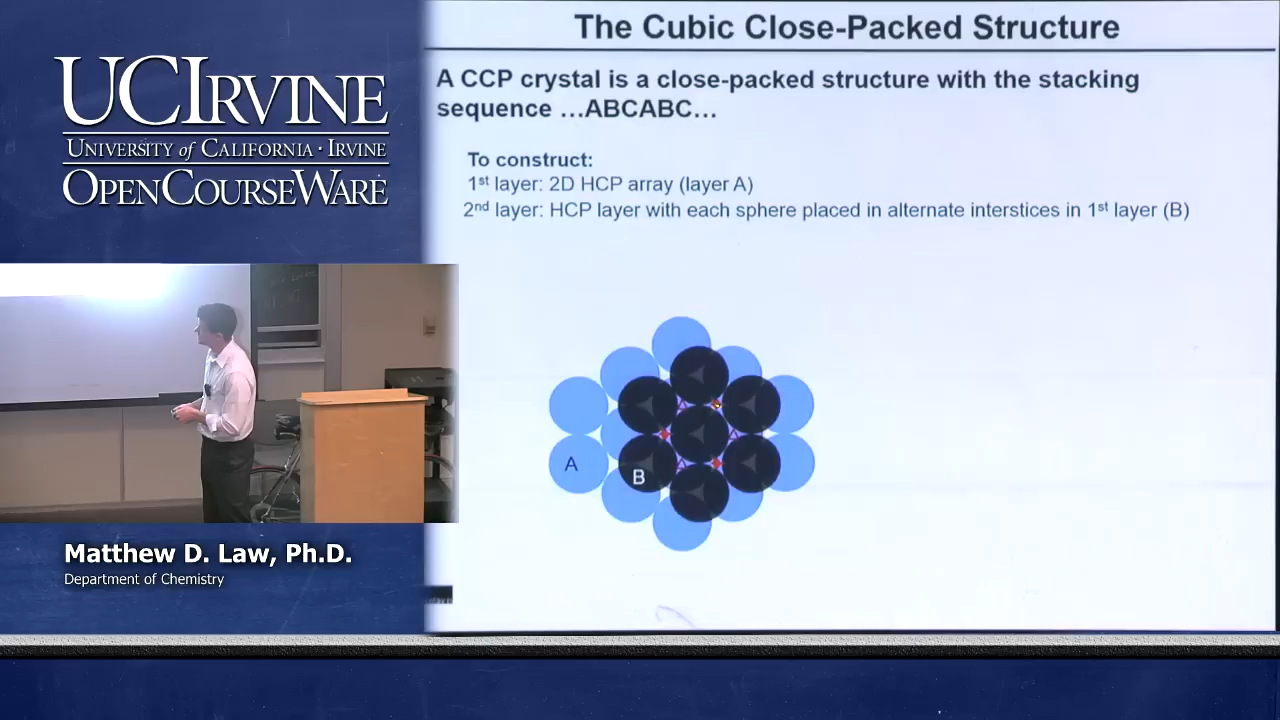 UCIRVINE
UNIVERSITY of CALIFORNIA · IRVINE
OPENCOURSEWARE
Matthew D. Law, Ph.D.
Department of Chemistry
The Cubic Close-Packed Structure
A CCP crystal is a close-packed structure with the stacking
sequence …ABCABC…
To construct:
1st layer: 2D HCP array (layer A)
2nd layer: HCP layer with each sphere placed in alternate interstices in 1st layer (B)
A
B